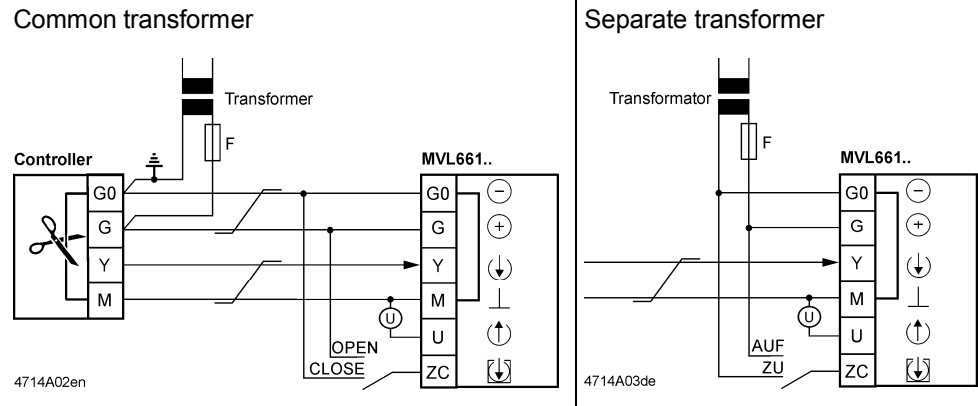 Common transformer
Transformer
F
Controller
MVL661..
G0
G
Y
M
G0
G
Y
M
U
ZC
U
OPEN
CLOSE
4714A02en
Separate transformer
Transformator
F
MVL661..
G0
G
Y
M
U
ZC
U
AUF
ZU
4714A03de